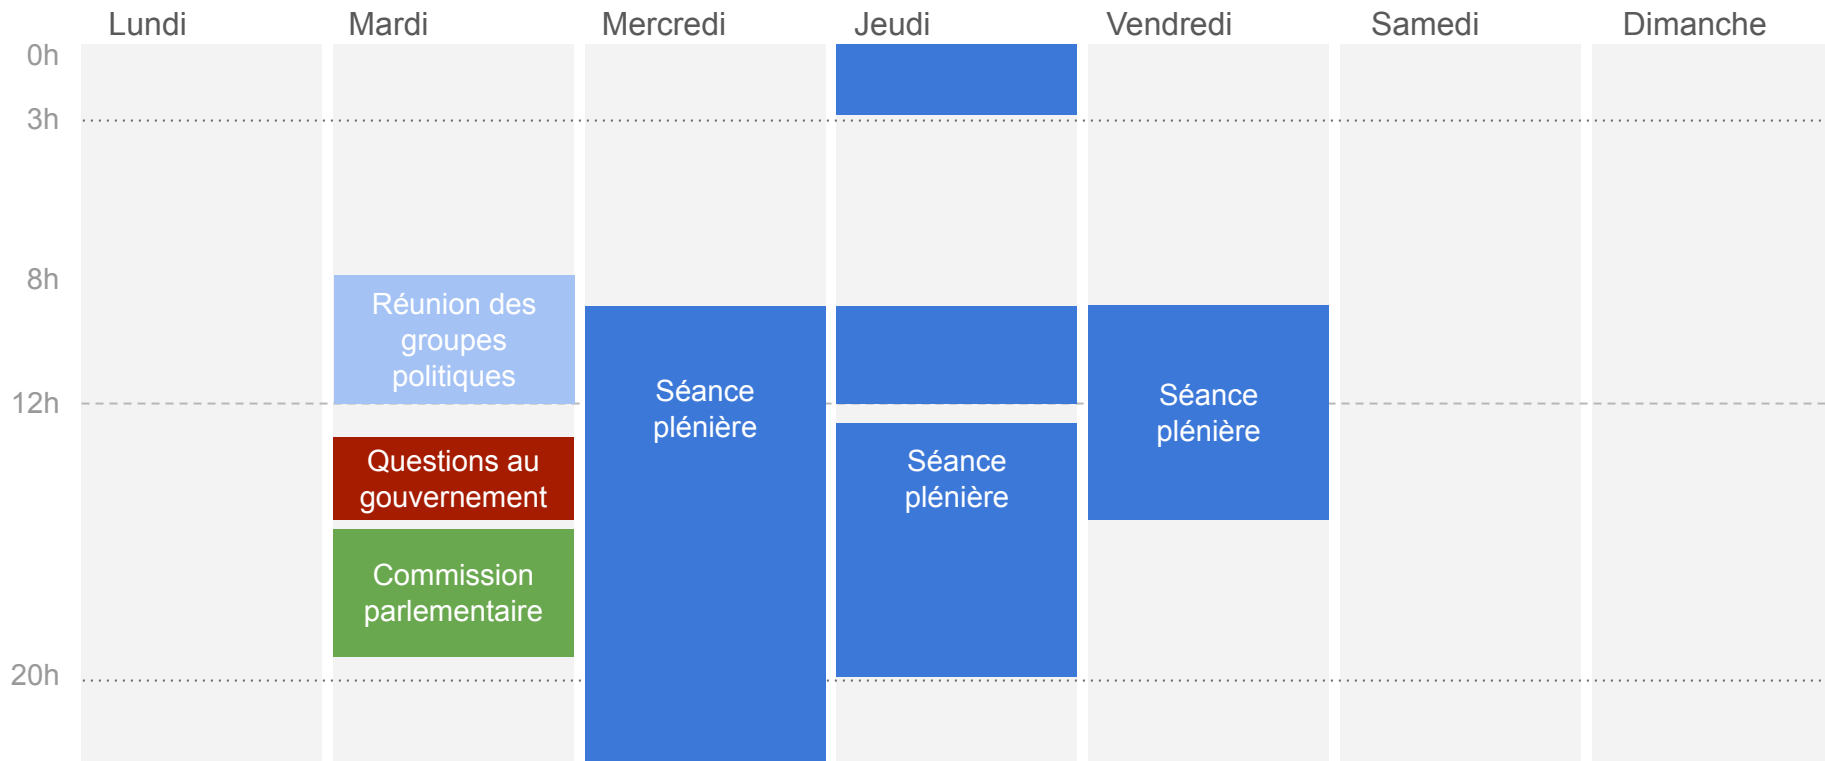 Lundi
Mardi
Mercredi
Jeudi
Vendredi
Samedi
Dimanche
0h
3h
8h
12h
20h
Réunion des
groupes
politiques
Questions au
gouvernement
Commission
parlementaire
Séance
plénière
Séance
plénière
Séance
plénière